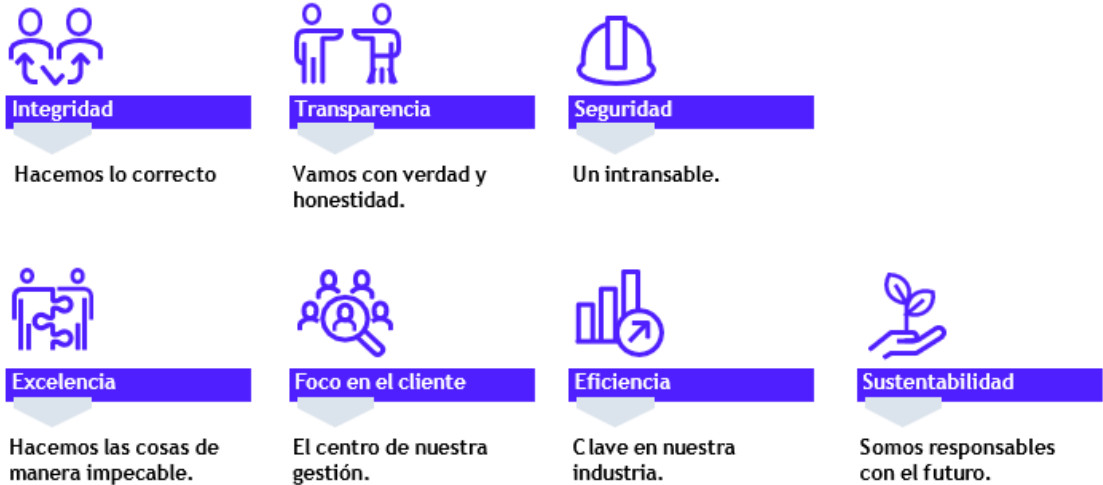 Integridad
Hacemos lo correcto
Transparencia
Vamos con verdad y
honestidad.
Seguridad
Un intransable.
Excelencia
Hacemos las cosas de
manera impecable.
Foco en el cliente
El centro de nuestra
gestión.
Eficiencia
Clave en nuestra
industria.
Sustentabilidad
Somos responsables
con el futuro.